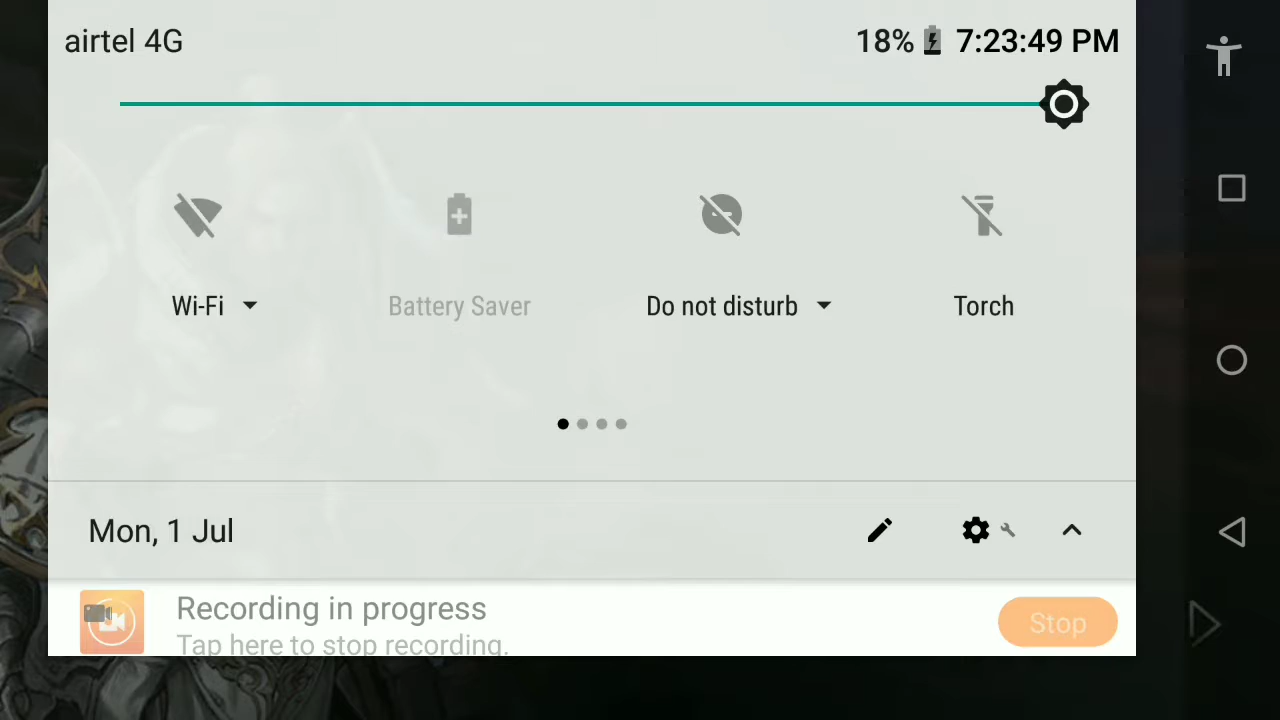 airtel 4G
18% 7:23:49 PM
Wi-Fi
Battery Saver
Do not disturb
Torch
Mon, 1 Jul
Recording in progress
Tap here to stop recording.
Stop